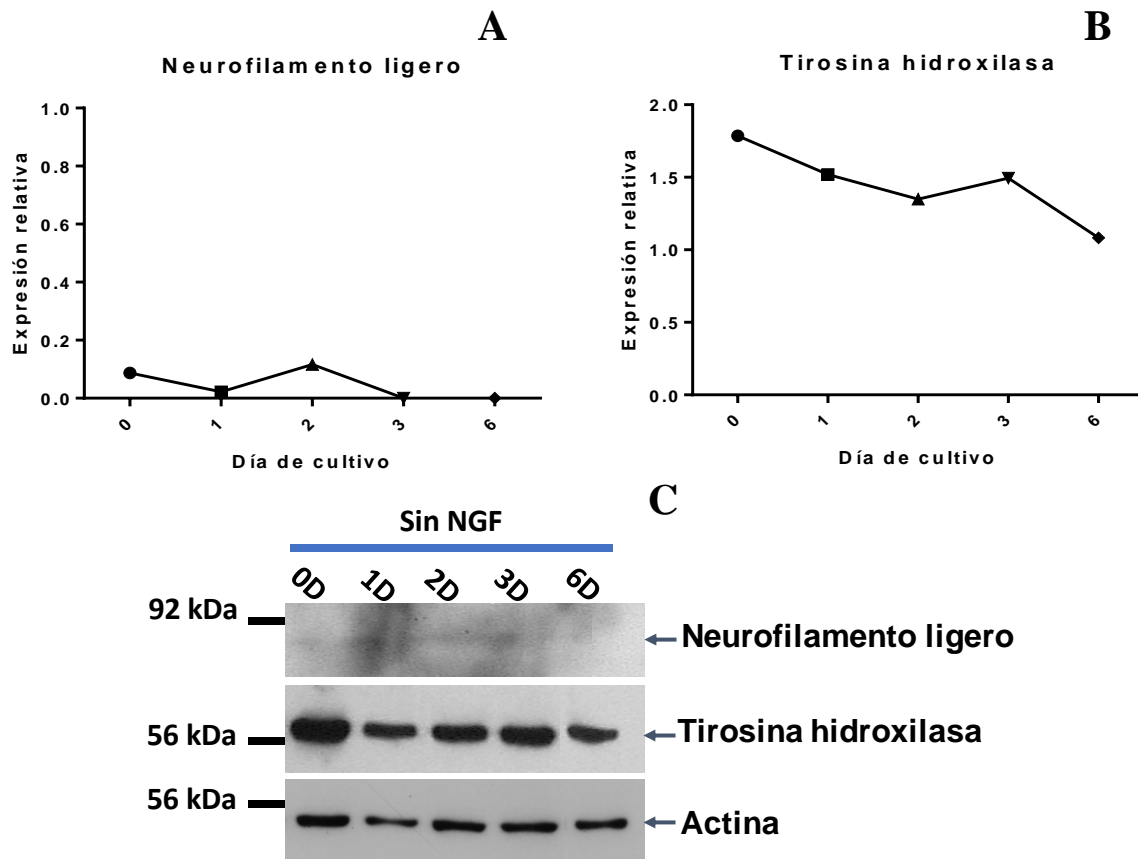 A
Neurofilamento ligero
Expresión relativa
1.0
0.8
0.6
0.4
0.2
0.0
0 1 2 3 6
Día de cultivo
B
Tirosina hidroxilasa
Expresión relativa
2.0
1.5
1.0
0.5
0.0
0 1 2 3 6
Día de cultivo
C
Sin NGF
0D 1D 2D 3D 6D
92 kDa
Neurofilamento ligero
56 kDa
Tirosina hidroxilasa
56 kDa
Actina